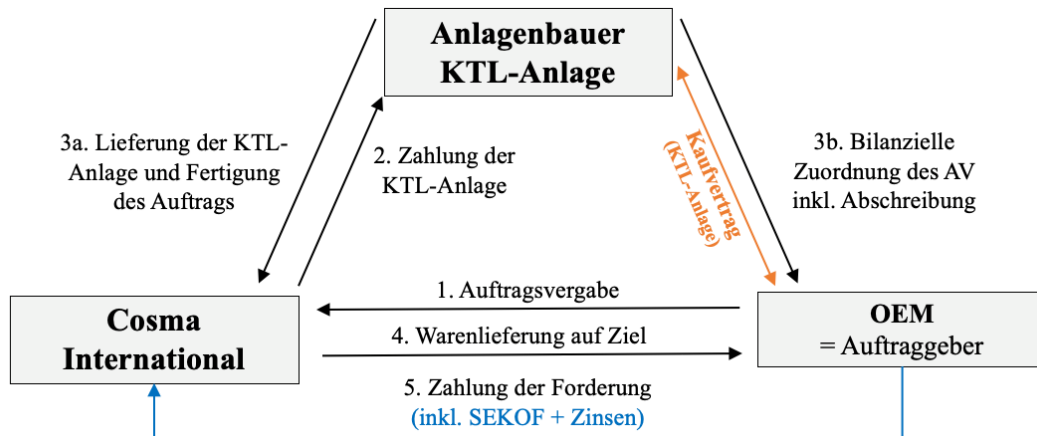 Anlagenbauer
KTL-Anlage
3a. Lieferung der KTL-
Anlage und Fertigung
des Auftrags
2. Zahlung der
KTL-Anlage
Kaufvertrag
(KTL-Anlage)
3b. Bilanzielle
Zuordnung des AV
inkl. Abschreibung
1. Auftragsvergabe
Cosma
International
4. Warenlieferung auf Ziel
OEM
= Auftraggeber
5. Zahlung der Forderung
(inkl. SEKOF + Zinsen)